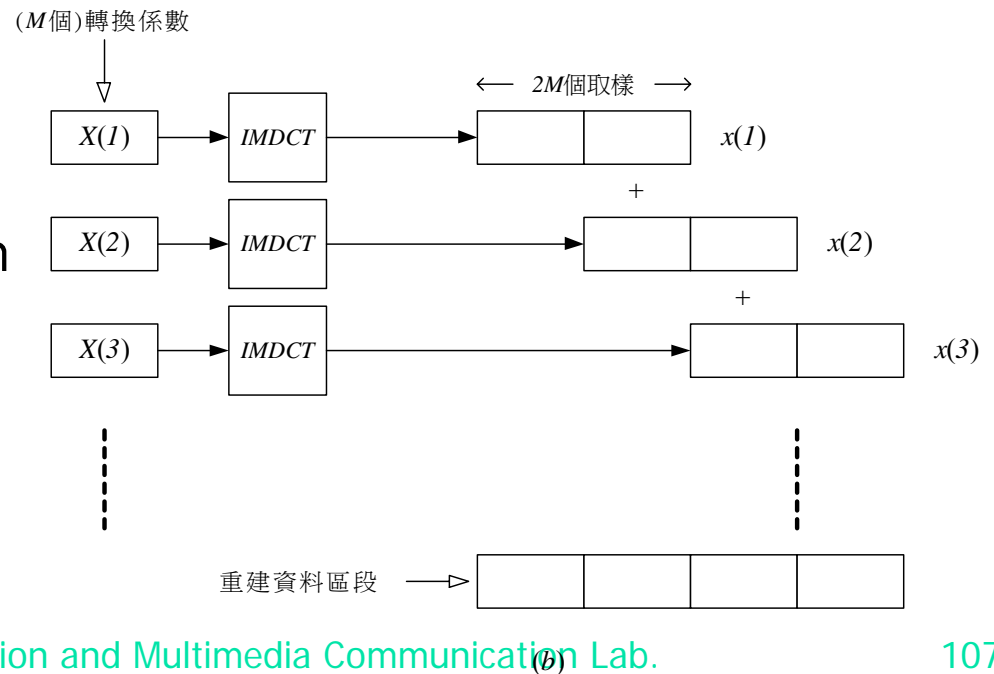 (M個)轉換係數
2M個取樣
X(1) IMDCT x(1)
+
X(2) IMDCT x(2)
+
X(3) IMDCT x(3)
重建資料區段
(b)
Multimedia Communication Lab. 107
and